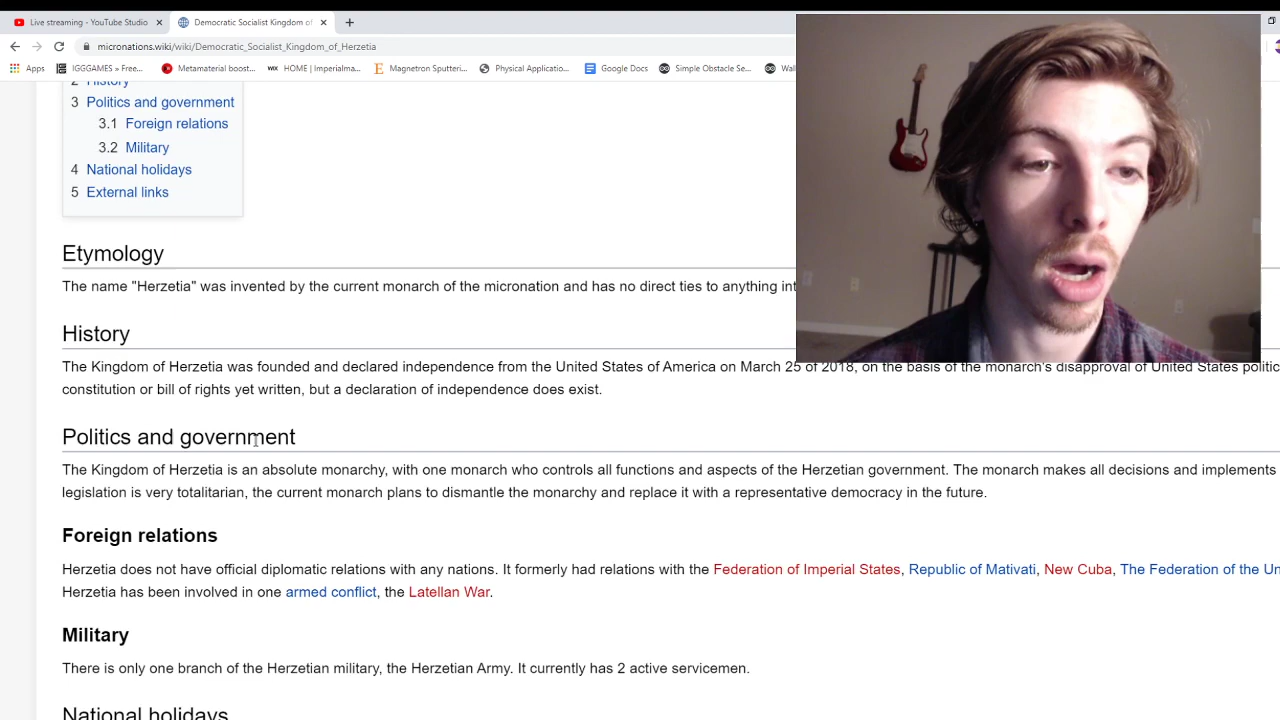 Live streaming - YouTube Studio
Democratic Socialist Kingdom of
micronations.wiki/wiki/Democratic_Socialist_Kingdom_of_Herzetia
Apps IGGGAMES » Free... Metamaterial boost... WIX HOME | Imperialma... Magnetron Sputteri... Physical Applicatio... Google Docs Simple Obstacle Se... Wall
2 History
3 Politics and government
3.1 Foreign relations
3.2 Military
4 National holidays
5 External links
Etymology
The name "Herzetia" was invented by the current monarch of the micronation and has no direct ties to anything int
History
The Kingdom of Herzetia was founded and declared independence from the United States of America on March 25 of 2018, on the basis of the monarch's disapproval of United States politic
constitution or bill of rights yet written, but a declaration of independence does exist.
Politics and government
The Kingdom of Herzetia is an absolute monarchy, with one monarch who controls all functions and aspects of the Herzetian government. The monarch makes all decisions and implements
legislation is very totalitarian, the current monarch plans to dismantle the monarchy and replace it with a representative democracy in the future.
Foreign relations
Herzetia does not have official diplomatic relations with any nations. It formerly had relations with the Federation of Imperial States, Republic of Mativati, New Cuba, The Federation of the Un
Herzetia has been involved in one armed conflict, the Latellan War.
Military
There is only one branch of the Herzetian military, the Herzetian Army. It currently has 2 active servicemen.
National holidays